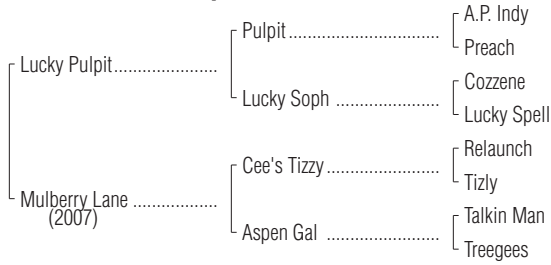 A.P. Indy
Pulpit
Preach
Lucky Pulpit
Cozzene
Lucky Soph
Lucky Spell
Relaunch
Cee's Tizzy
Tizly
Mulberry Lane
(2007)
Talkin Man
Aspen Gal
Treegees